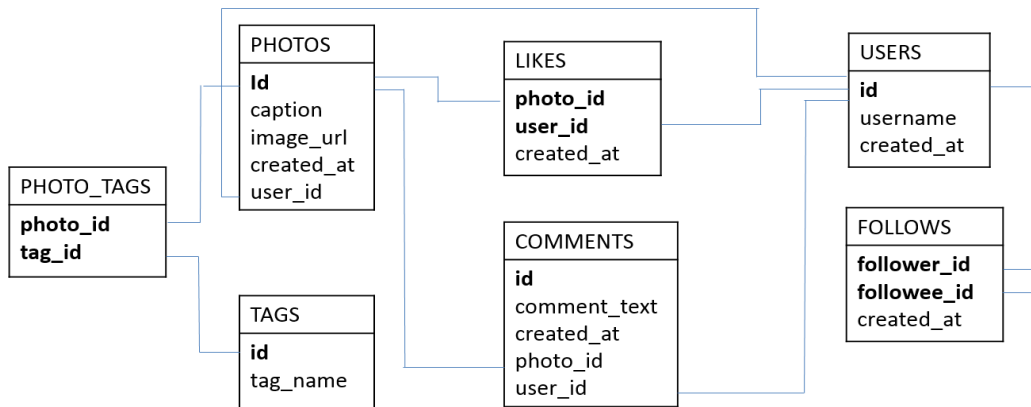 PHOTO_TAGS
photo_id
tag_id
PHOTOS
Id
caption
image_url
created_at
user_id
TAGS
id
tag_name
LIKES
photo_id
user_id
created_at
COMMENTS
id
comment_text
created_at
photo_id
user_id
USERS
id
username
created_at
FOLLOWS
follower_id
followee_id
created_at